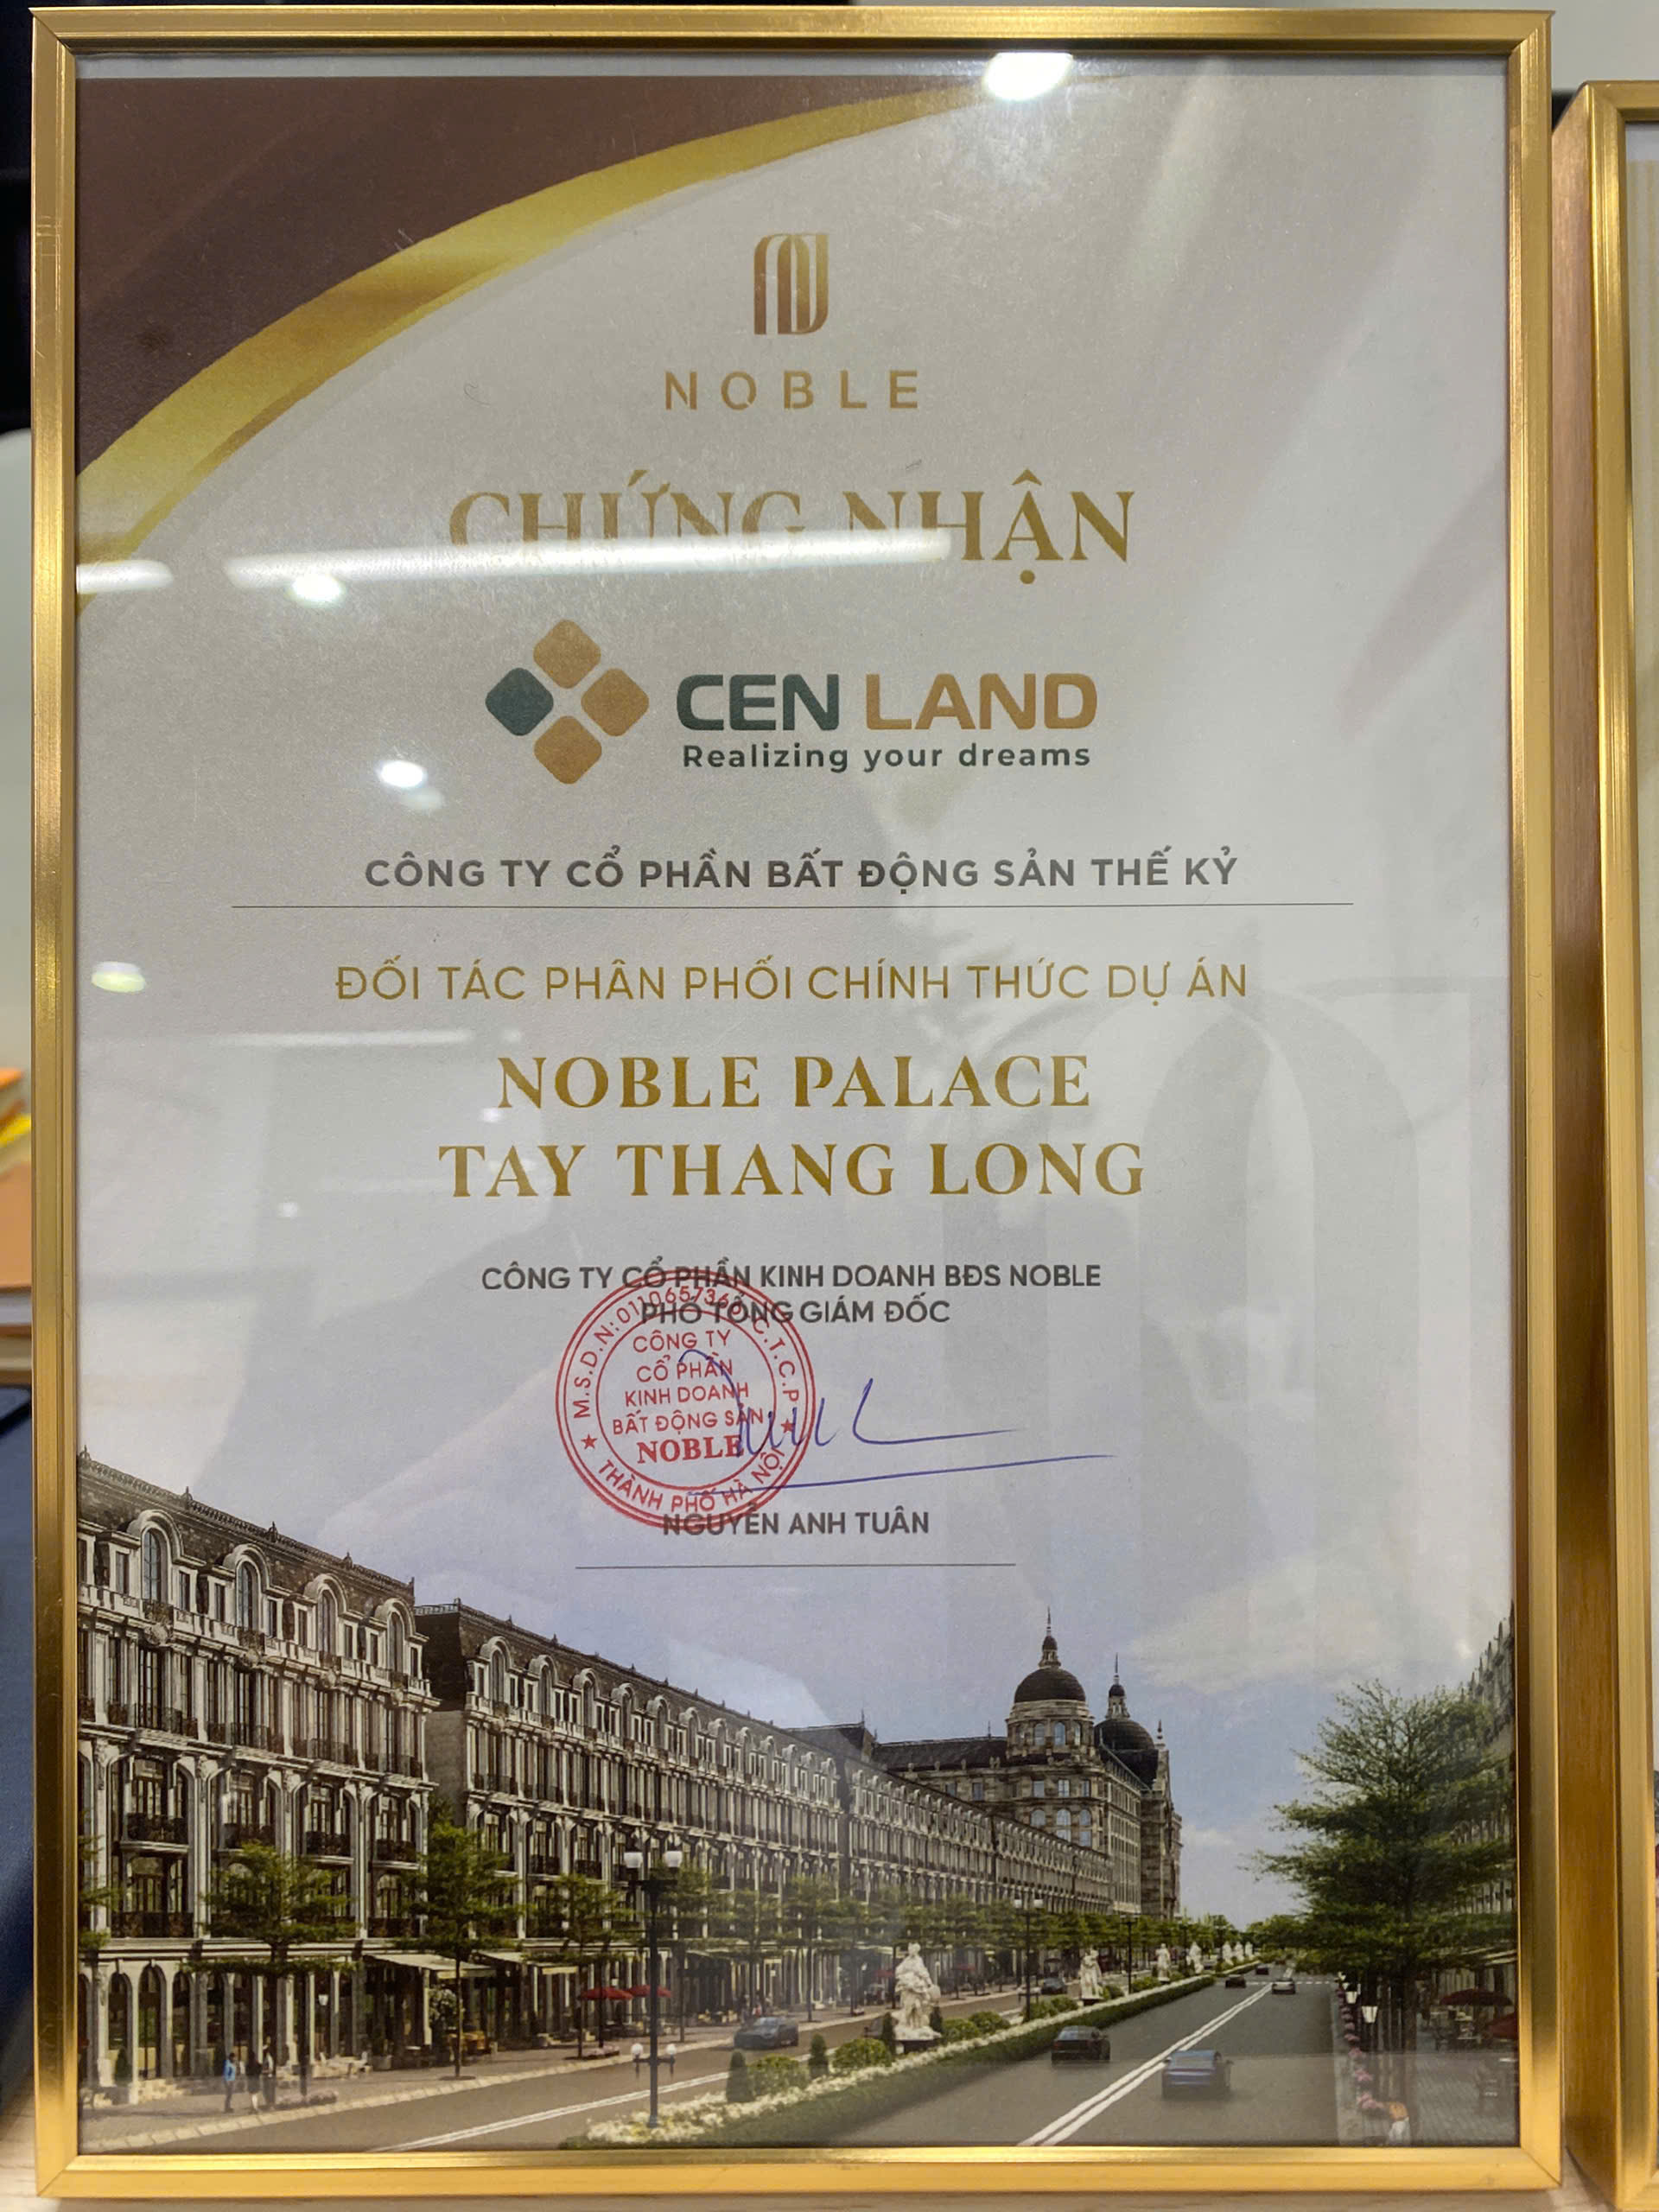 NOBLE
CHỨNG NHẬN
CEN LAND
Realizing your dreams
CÔNG TY CỔ PHẦN BẤT ĐỘNG SẢN THẾ KỶ
ĐỐI TÁC PHÂN PHỐI CHÍNH THỨC DỰ ÁN
NOBLE PALACE
TAY THANG LONG
CÔNG TY CỔ PHẦN KINH DOANH BĐS NOBLE
PHÓ TỔNG GIÁM ĐỐC
M.S.D.N: 0110657366 C.T.C.P
CÔNG TY
CỔ PHẦN
KINH DOANH
BẤT ĐỘNG SẢN
NOBLE
THÀNH PHỐ HÀ NỘI
NGUYỄN ANH TUÂN